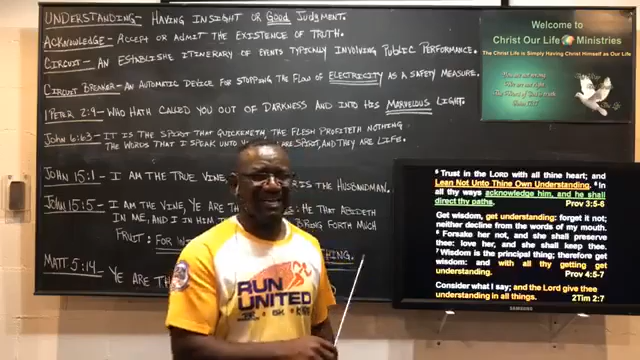 UNDERSTANDING- HAVING INSIGHT OR GOOD JUDGMENT.
ACKNOWLEDGE- ACCEPT OR ADMIT THE EXISTENCE OF TRUTH.
CIRCUIT- AN ESTABLISHE ITINERARY OF EVENTS TYPICALLY INVOLVING PUBLIC PERFORMANCE.
CIRCUIT BREAKER- AN AUTOMATIC DEVICE FOR STOPPING THE FLOW OF ELECTRICITY AS A SAFETY MEASURE.
1 PETER 2:9- WHO HATH CALLED YOU OUT OF DARKNESS AND INTO HIS MARVELOUS LIGHT.
JOHN 6:63- IT IS THE SPIRIT THAT QUICKENETH THE FLESH PROFITETH NOTHING
THE WORDS THAT I SPEAK UNTO ARE SPIRIT, AND THEY ARE LIFE.
JOHN 15:1- I AM THE TRUE VINE, IS THE HUSBANDMAN.
JOHN 15:5- I AM THE VINE, YE ARE THE HE THAT ABIDETH
IN ME, AND I IN HIM BRING FORTH MUCH
FRUIT: FOR
MATT 5:14- YE ARE TH
Welcome to
Christ Our Life Ministries
The Christ Life is Simply Having Christ Himself as Our Life
5 Trust in the LORD with all thine heart; and
Lean Not Unto Thine Own Understanding. 6 In
all thy ways acknowledge him, and he shall
direct thy paths. Prov 3:5-6
Get wisdom, get understanding: forget it not;
neither decline from the words of my mouth.
6 Forsake her not, and she shall preserve
thee: love her, and she shall keep thee.
7 Wisdom is the principal thing; therefore get
wisdom: and with all thy getting get
understanding. Prov 4:5-7
Consider what I say; and the Lord give thee
understanding in all things. 2Tim 2:7
RUN
UNITED